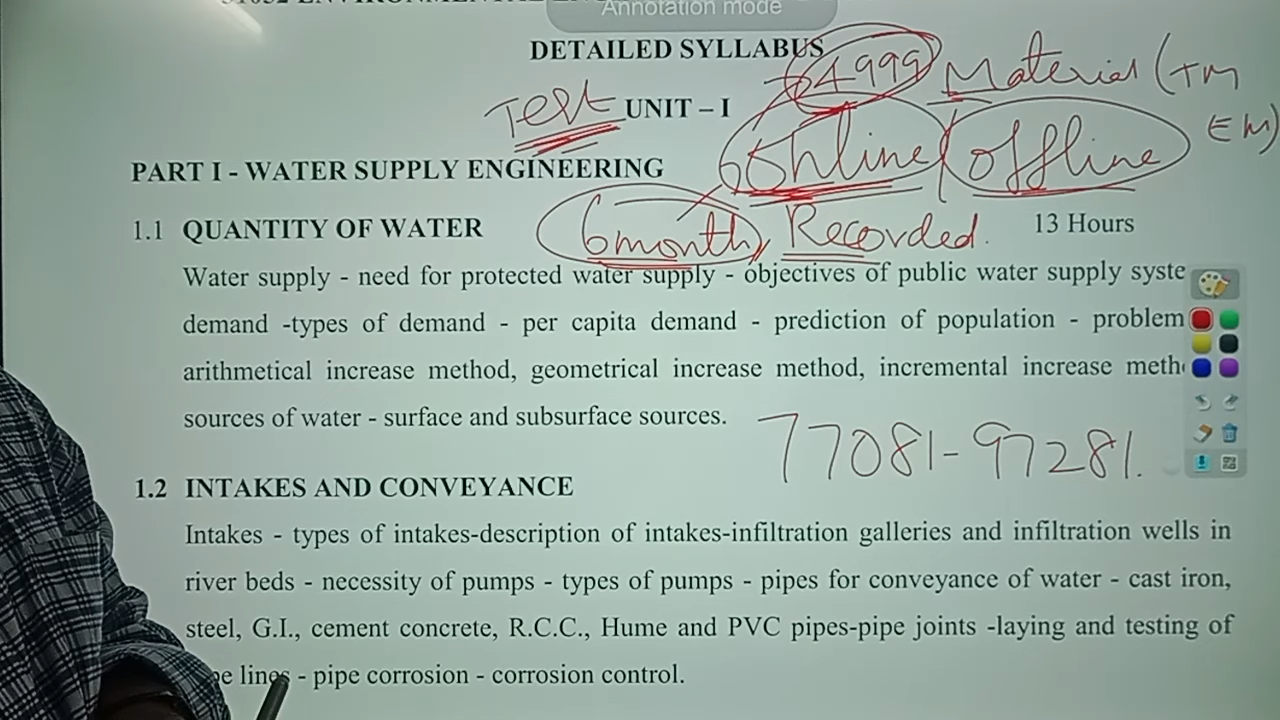 Annotation mode
DETAILED SYLLABUS
4999 Material (TM
Test UNIT – I
Online offline EM)
PART I - WATER SUPPLY ENGINEERING
6 month, Recorded.
1.1 QUANTITY OF WATER 13 Hours
Water supply - need for protected water supply - objectives of public water supply syste
demand -types of demand - per capita demand - prediction of population - problem
arithmetical increase method, geometrical increase method, incremental increase meth
sources of water - surface and subsurface sources.
77081-97281.
1.2 INTAKES AND CONVEYANCE
Intakes - types of intakes-description of intakes-infiltration galleries and infiltration wells in
river beds - necessity of pumps - types of pumps - pipes for conveyance of water - cast iron,
steel, G.I., cement concrete, R.C.C., Hume and PVC pipes-pipe joints -laying and testing of
lines - pipe corrosion - corrosion control.